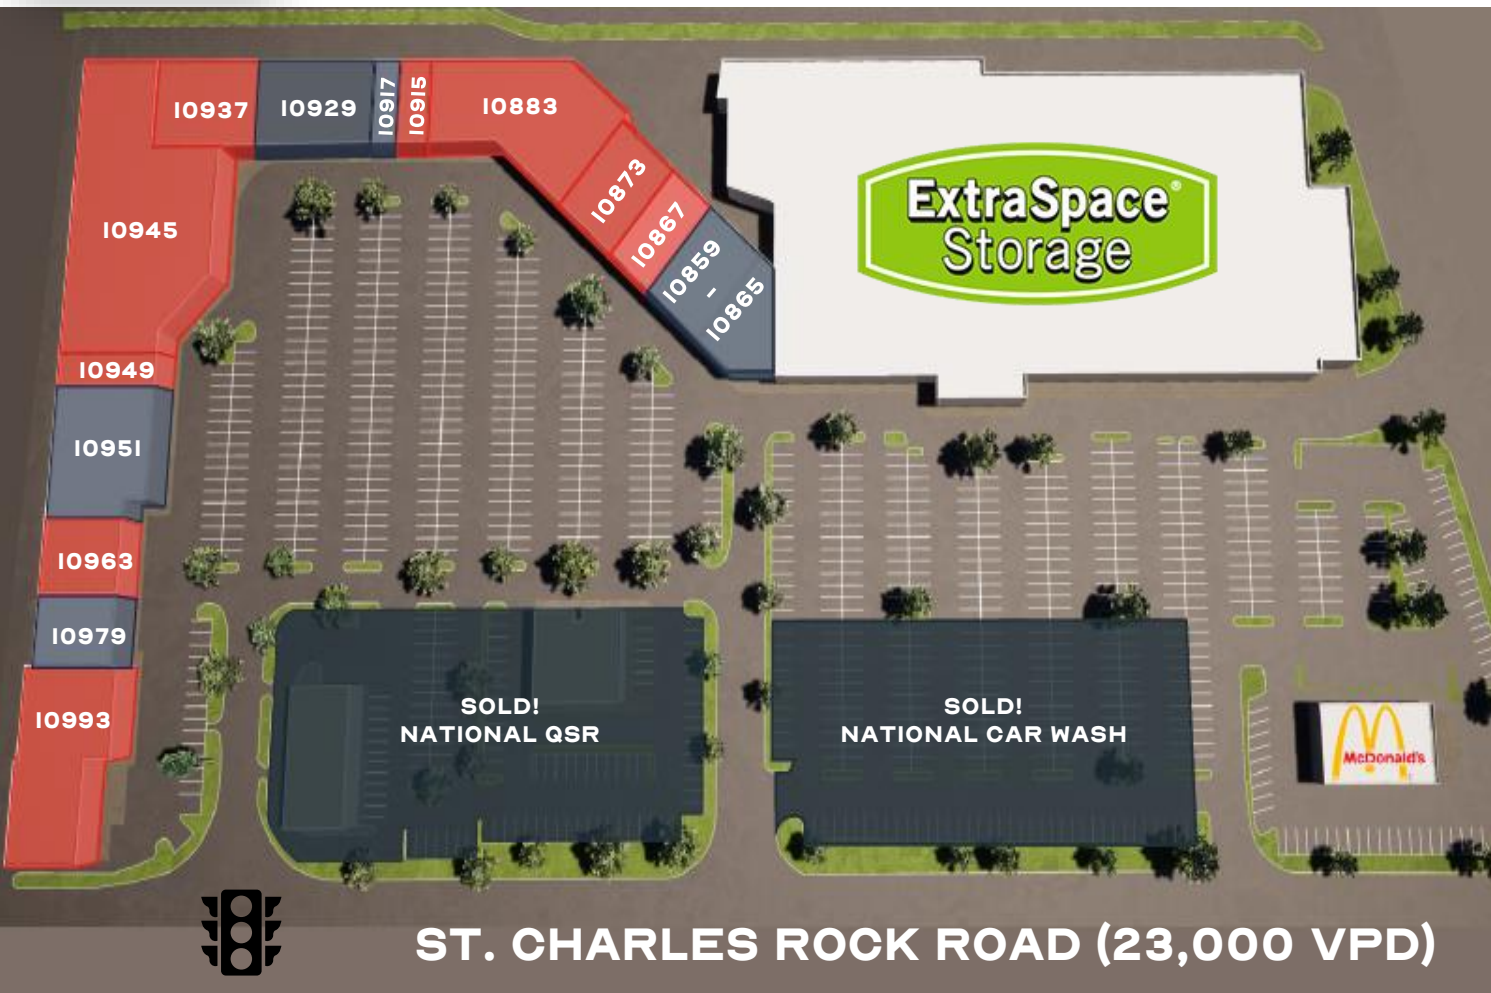 10937
10929
10917
10915
10883
10873
10867
10859
-
10865
10945
10949
10951
10963
10979
10993
ExtraSpace®
Storage
SOLD!
NATIONAL QSR
SOLD!
NATIONAL CAR WASH
McDonald's
ST. CHARLES ROCK ROAD (23,000 VPD)